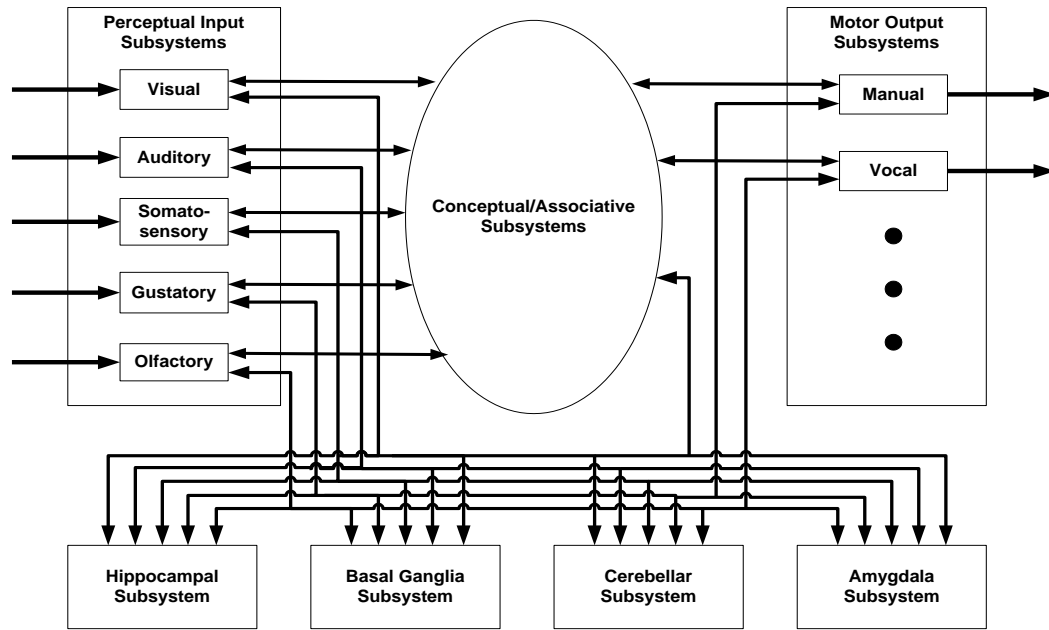 Perceptual Input
Subsystems
Visual
Auditory
Somato-
sensory
Gustatory
Olfactory
Conceptual/Associative
Subsystems
Motor Output
Subsystems
Manual
Vocal
Hippocampal
Subsystem
Basal Ganglia
Subsystem
Cerebellar
Subsystem
Amygdala
Subsystem